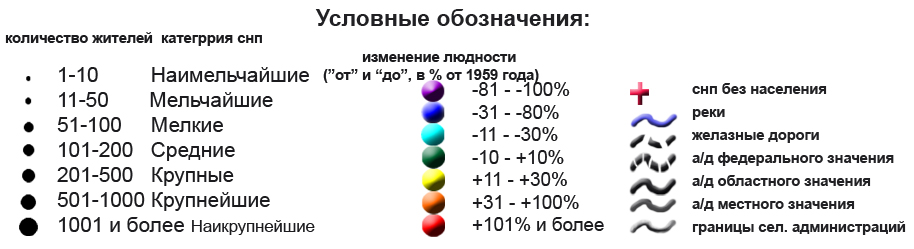 Условные обозначения:
количество жителей категррия снп
1-10 Наимельчайшие
11-50 Мельчайшие
51-100 Мелкие
101-200 Средние
201-500 Крупные
501-1000 Крупнейшие
1001 и более Наикрупнейшие
изменение людности
("от" и "до", в % от 1959 года)
-81 - -100%
-31 - -80%
-11 - -30%
-10 - +10%
+11 - +30%
+31 - +100%
+101% и более
снп без населения
реки
желазные дороги
а/д федерального значения
а/д областного значения
а/д местного значения
границы сел. администраций